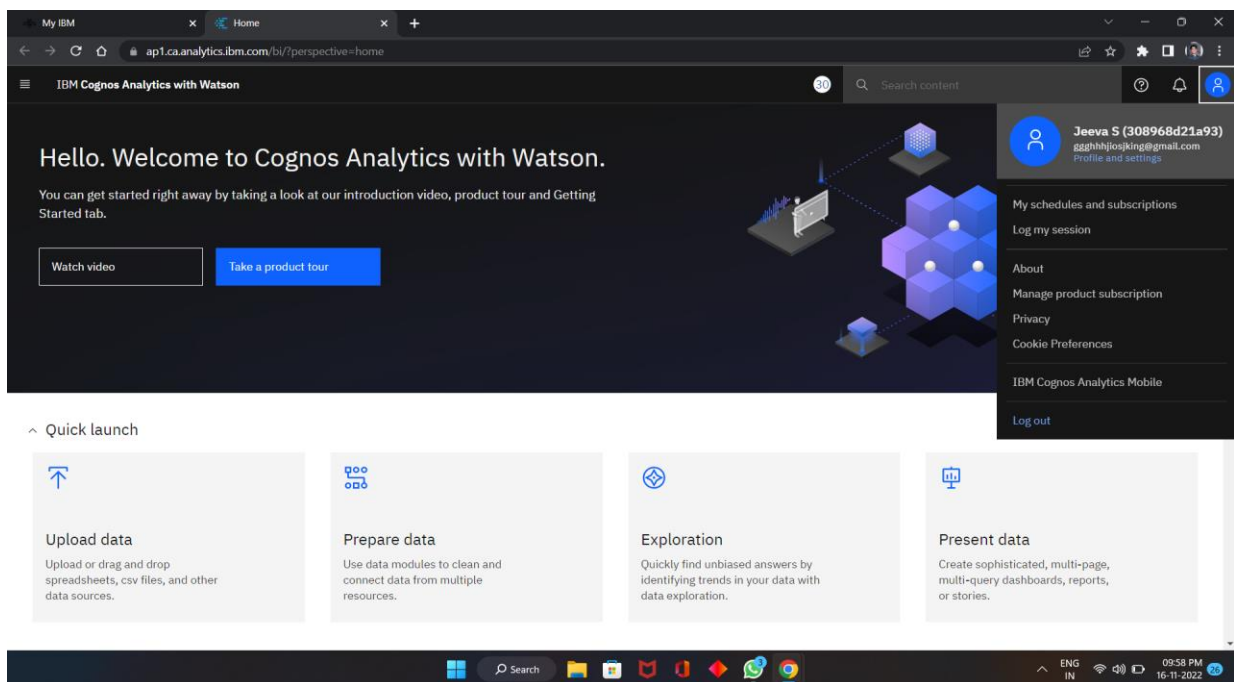 My IBM
Home
ap1.ca.analytics.ibm.com/bi/?perspective=home
IBM Cognos Analytics with Watson
30
Search content
Jeeva S (308968d21a93)
ggghhhjiosjking@gmail.com
Profile and settings
Hello. Welcome to Cognos Analytics with Watson.
You can get started right away by taking a look at our introduction video, product tour and Getting
Started tab.
Watch video
Take a product tour
My schedules and subscriptions
Log my session
About
Manage product subscription
Privacy
Cookie Preferences
IBM Cognos Analytics Mobile
Log out
Quick launch
Upload data
Upload or drag and drop
spreadsheets, csv files, and other
data sources.
Prepare data
Use data modules to clean and
connect data from multiple
resources.
Exploration
Quickly find unbiased answers by
identifying trends in your data with
data exploration.
Present data
Create sophisticated, multi-page,
multi-query dashboards, reports,
or stories.
Search
3
ENG
IN
09:58 PM
16-11-2022
26